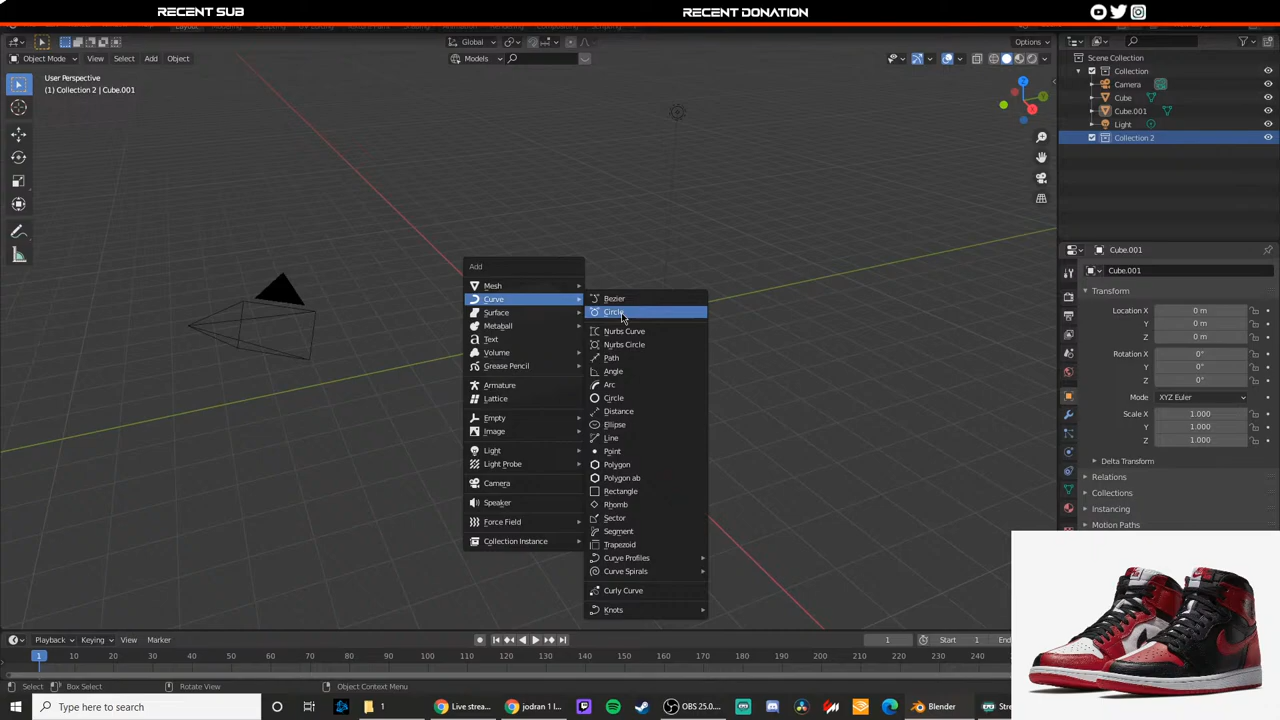 RECENT SUB
RECENT DONATION
Global
Options
Object Mode
View
Select
Add
Object
Models
User Perspective
(1) Collection 2 | Cube.001
Scene Collection
Collection
Camera
Cube
Cube.001
Light
Collection 2
Add
Mesh
Curve
Surface
Metaball
Text
Volume
Grease Pencil
Armature
Lattice
Empty
Image
Light
Light Probe
Camera
Speaker
Force Field
Collection Instance
Bezier
Circle
Nurbs Curve
Nurbs Circle
Path
Angle
Arc
Circle
Distance
Ellipse
Line
Point
Polygon
Polygon ab
Rectangle
Rhomb
Sector
Segment
Trapezoid
Curve Profiles
Curve Spirals
Curly Curve
Knots
Cube.001
Cube.001
Transform
Location X 0 m
Y 0 m
Z 0 m
Rotation X 0°
Y 0°
Z 0°
Mode XYZ Euler
Scale X 1.000
Y 1.000
Z 1.000
Delta Transform
Relations
Collections
Instancing
Motion Paths
Playback
Keying
View
Marker
1
Start 1
End
1 10 20 30 40 50 60 70 80 90 100 110 120 130 140 150 160 170 180 190 200 210 220 230 240
Select
Box Select
Rotate View
Object Context Menu
Type here to search
1
Live stream...
jodran 1 l...
OBS 25.0....
Blender
Stre